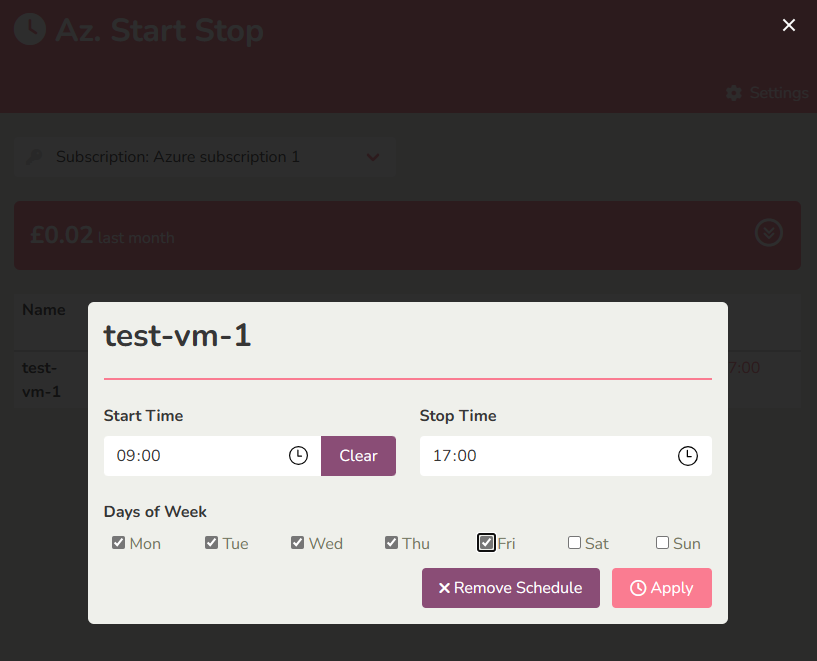 Az. Start Stop
Settings
Subscription: Azure subscription 1
£0.02 last month
Name
test-
vm-1
7:00
test-vm-1
Start Time
Stop Time
09:00
Clear
17:00
Days of Week
Mon
Tue
Wed
Thu
Fri
Sat
Sun
Remove Schedule
Apply